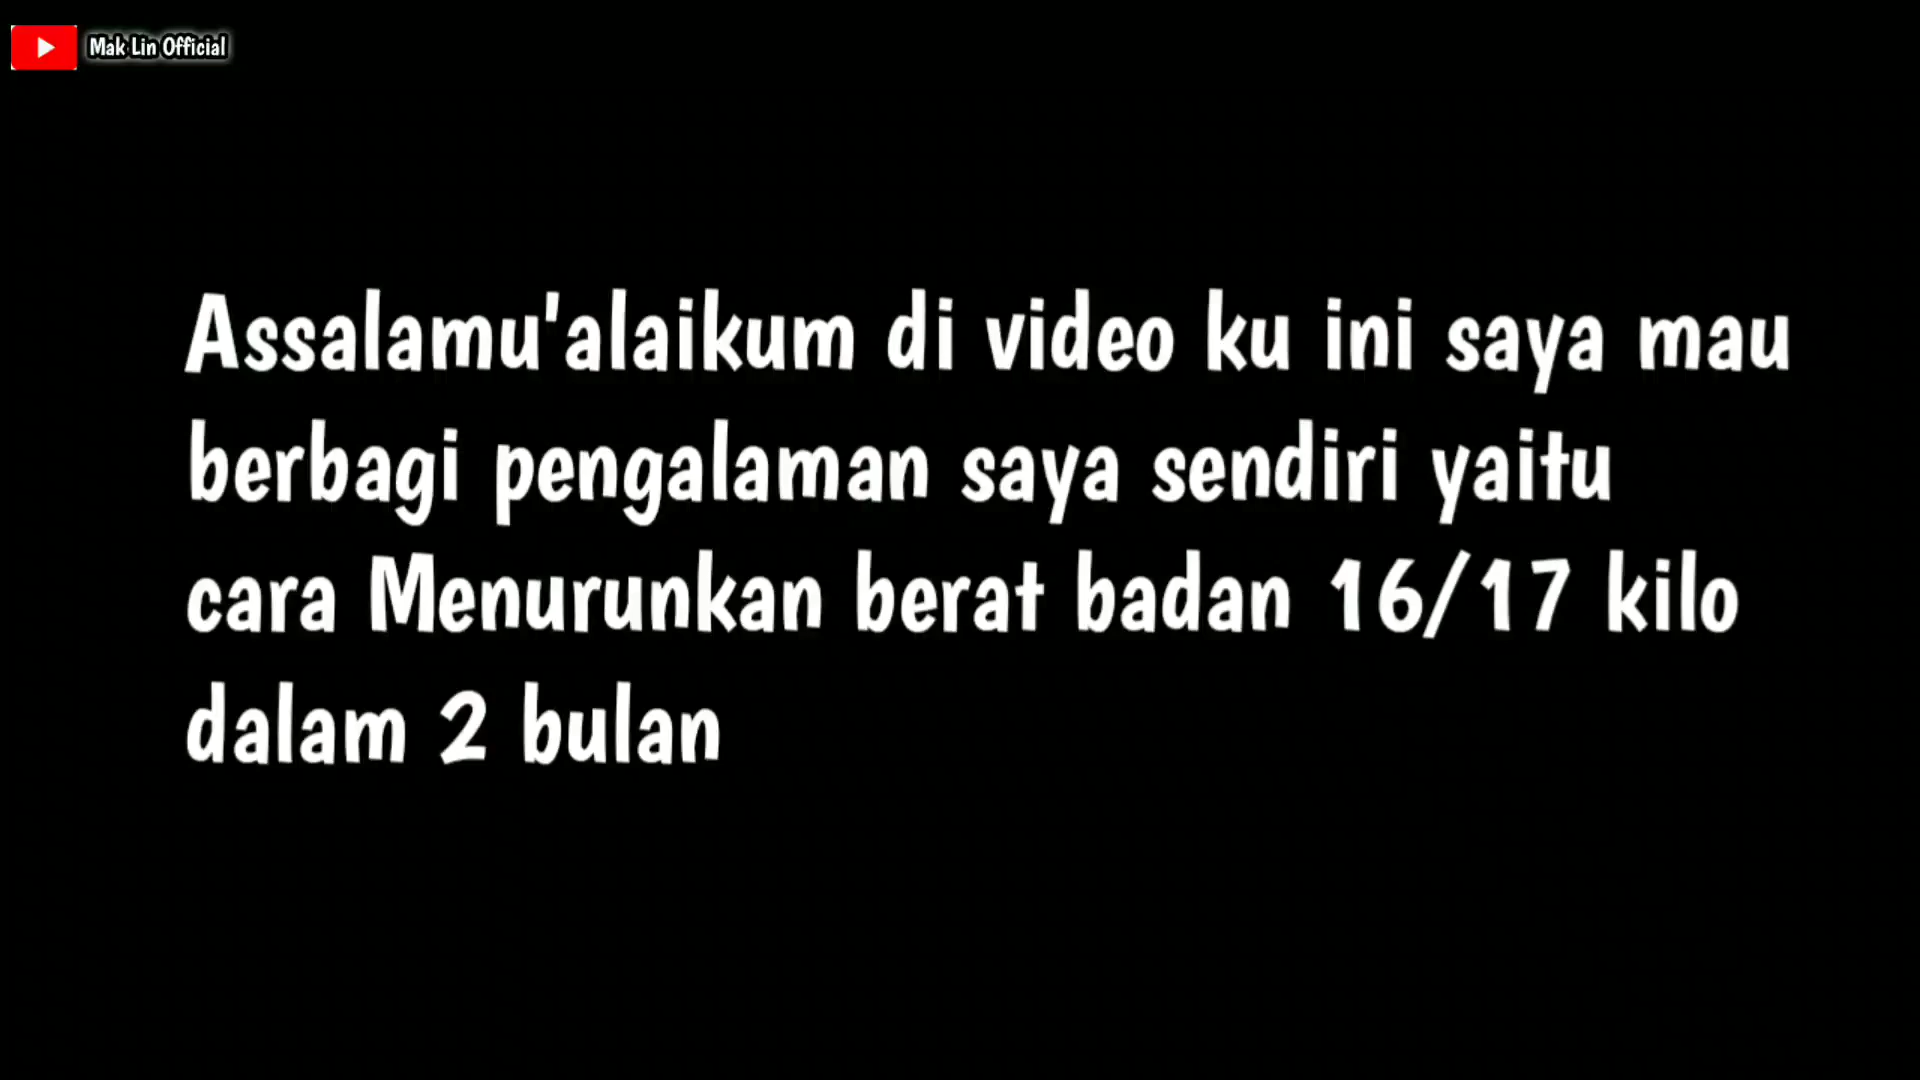 Mak Lin Official
Assalamu'alaikum di video ku ini saya mau
berbagi pengalaman saya sendiri yaitu
cara Menurunkan berat badan 16/17 kilo
dalam 2 bulan